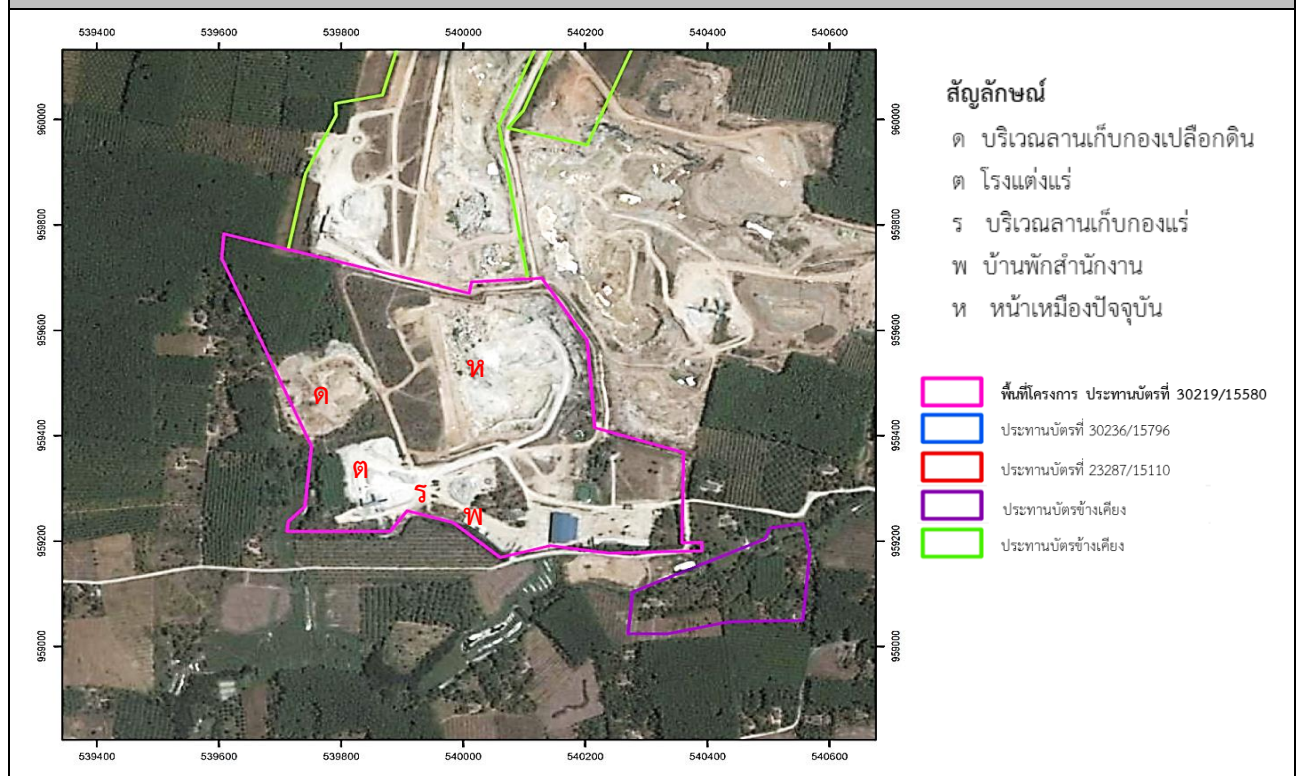 539400 539600 539800 540000 540200 540400 540600
960000 960000
959800 959800
959600 959600
959400 959400
959200 959200
959000 959000
ห
ด
ต
ร
พ
539400 539600 539800 540000 540200 540400 540600
สัญลักษณ์
ด บริเวณลานเก็บกองเปลือกดิน
ต โรงแต่งแร่
ร บริเวณลานเก็บกองแร่
พ บ้านพักสำนักงาน
ห หน้าเหมืองปัจจุบัน
พื้นที่โครงการ ประทานบัตรที่ 30219/15580
ประทานบัตรที่ 30236/15796
ประทานบัตรที่ 23287/15110
ประทานบัตรข้างเคียง
ประทานบัตรข้างเคียง